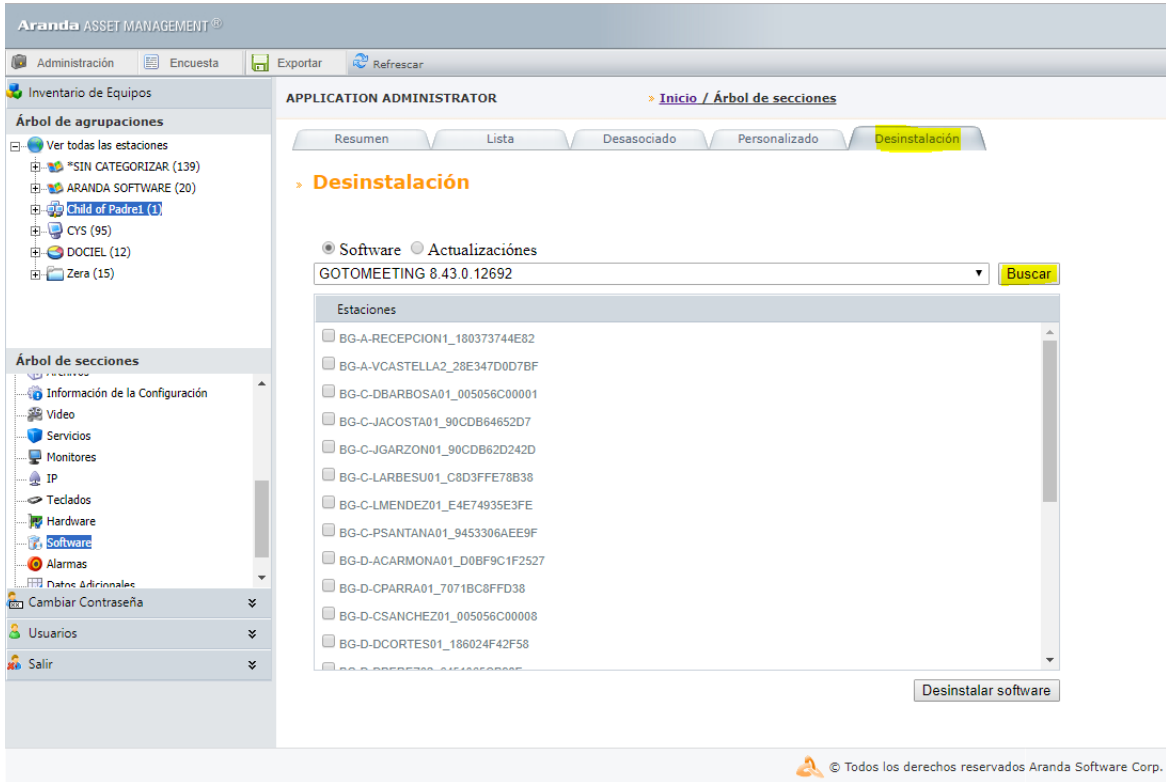 Aranda ASSET MANAGEMENT ®
Administración Encuesta Exportar Refrescar
Inventario de Equipos
Árbol de agrupaciones
Ver todas las estaciones
*SIN CATEGORIZAR (139)
ARANDA SOFTWARE (20)
Child of Padre1 (1)
CYS (95)
DOCIEL (12)
Zera (15)
Árbol de secciones
Información de la Configuración
Video
Servicios
Monitores
IP
Teclados
Hardware
Software
Alarmas
Datos Adicionales
Cambiar Contraseña
Usuarios
Salir
APPLICATION ADMINISTRATOR » Inicio / Árbol de secciones
Resumen Lista Desasociado Personalizado Desinstalación
» Desinstalación
Software Actualizaciónes
GOTOMEETING 8.43.0.12692 Buscar
Estaciones
BG-A-RECEPCION1_180373744E82
BG-A-VCASTELLA2_28E347D0D7BF
BG-C-DBARBOSA01_005056C00001
BG-C-JACOSTA01_90CDB64652D7
BG-C-JGARZON01_90CDB62D242D
BG-C-LARBESU01_C8D3FFE78B38
BG-C-LMENDEZ01_E4E74935E3FE
BG-C-PSANTANA01_9453306AEE9F
BG-D-ACARMONA01_D0BF9C1F2527
BG-D-CPARRA01_7071BC8FFD38
BG-D-CSANCHEZ01_005056C00008
BG-D-DCORTES01_186024F42F58
Desinstalar software
© Todos los derechos reservados Aranda Software Corp.